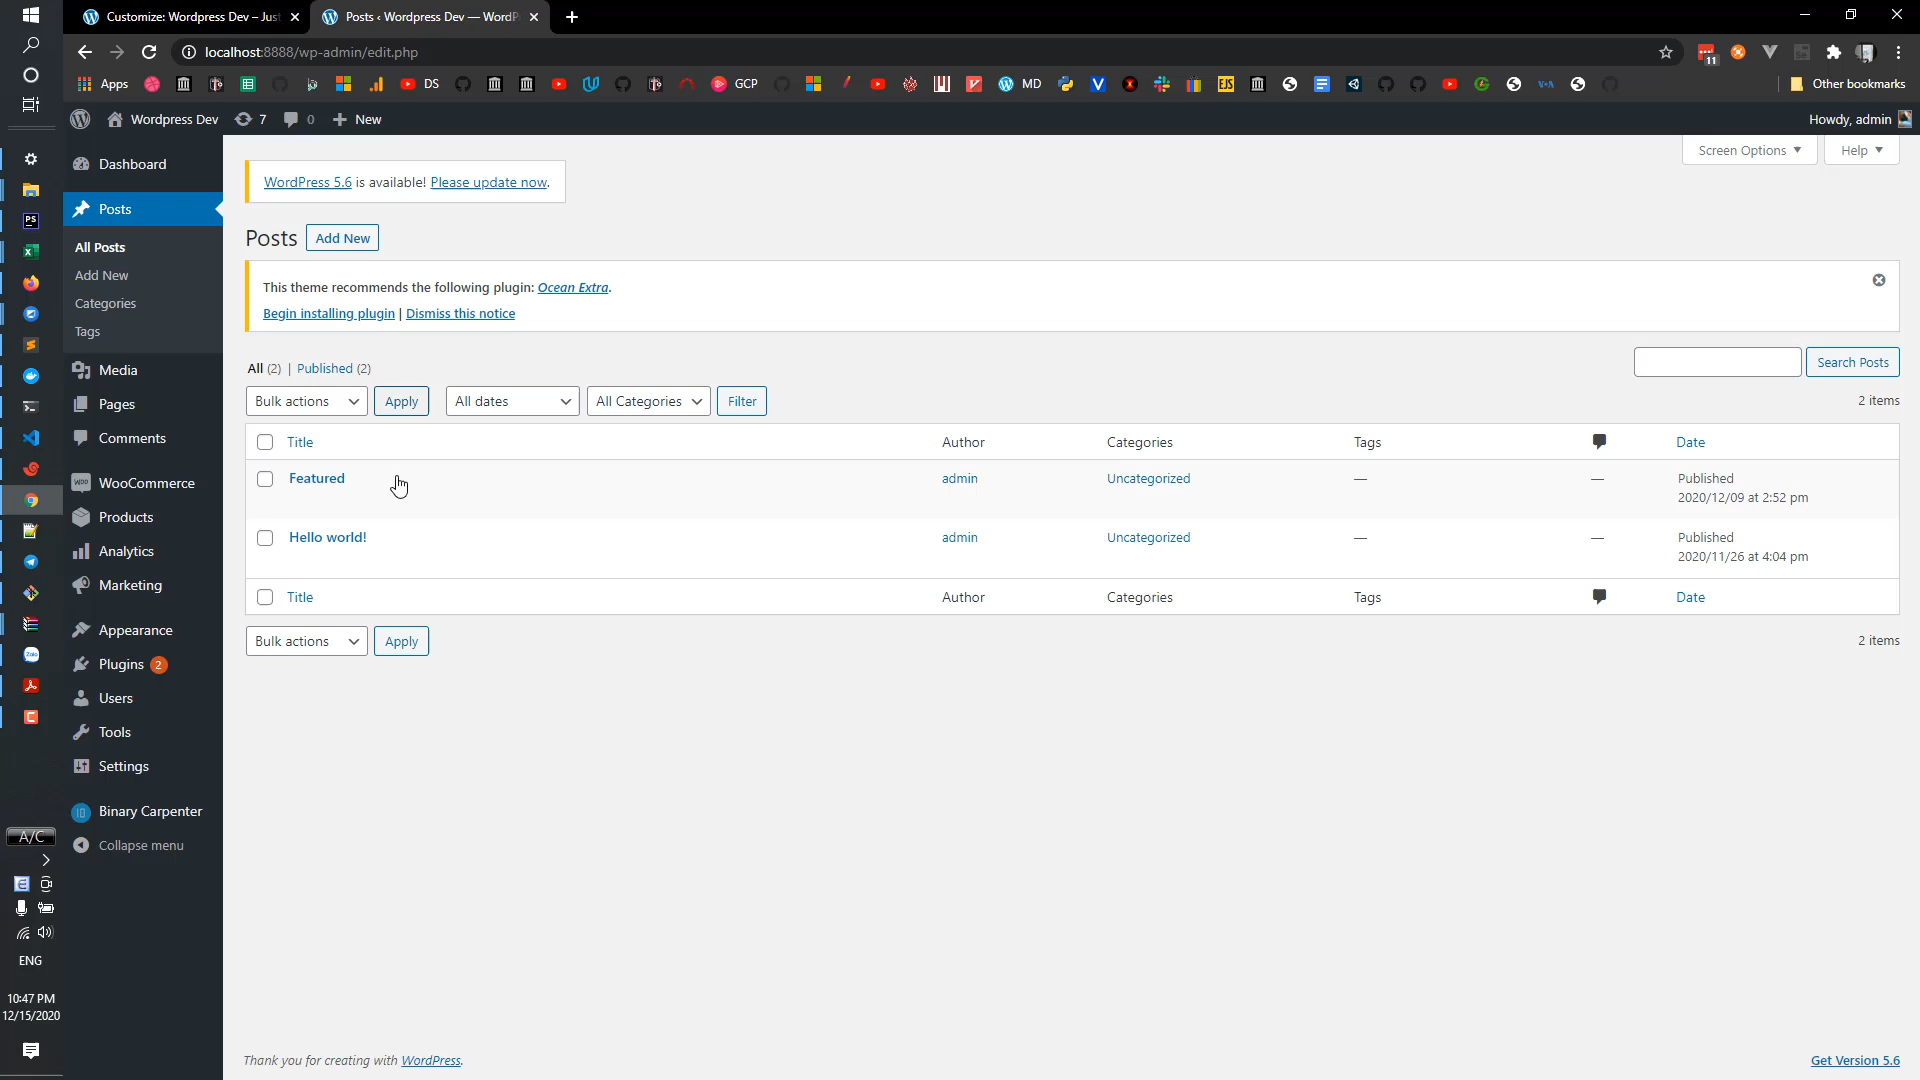 Customize: Wordpress Dev – Just
Posts ‹ Wordpress Dev — WordP
localhost:8888/wp-admin/edit.php
11
Apps
DS
GCP
MD
EJS
Other bookmarks
Wordpress Dev
7
0
New
Howdy, admin
Dashboard
Posts
All Posts
Add New
Categories
Tags
Media
Pages
Comments
WooCommerce
Products
Analytics
Marketing
Appearance
Plugins 2
Users
Tools
Settings
Binary Carpenter
Collapse menu
Screen Options
Help
WordPress 5.6 is available! Please update now.
Posts
Add New
This theme recommends the following plugin: Ocean Extra.
Begin installing plugin | Dismiss this notice
All (2) | Published (2)
Search Posts
Bulk actions
Apply
All dates
All Categories
Filter
2 items
Title Author Categories Tags Date
Featured admin Uncategorized — — Published
2020/12/09 at 2:52 pm
Hello world! admin Uncategorized — — Published
2020/11/26 at 4:04 pm
Title Author Categories Tags Date
Bulk actions
Apply
2 items
Thank you for creating with WordPress.
Get Version 5.6
PS
Zalo
A/C
ENG
10:47 PM
12/15/2020